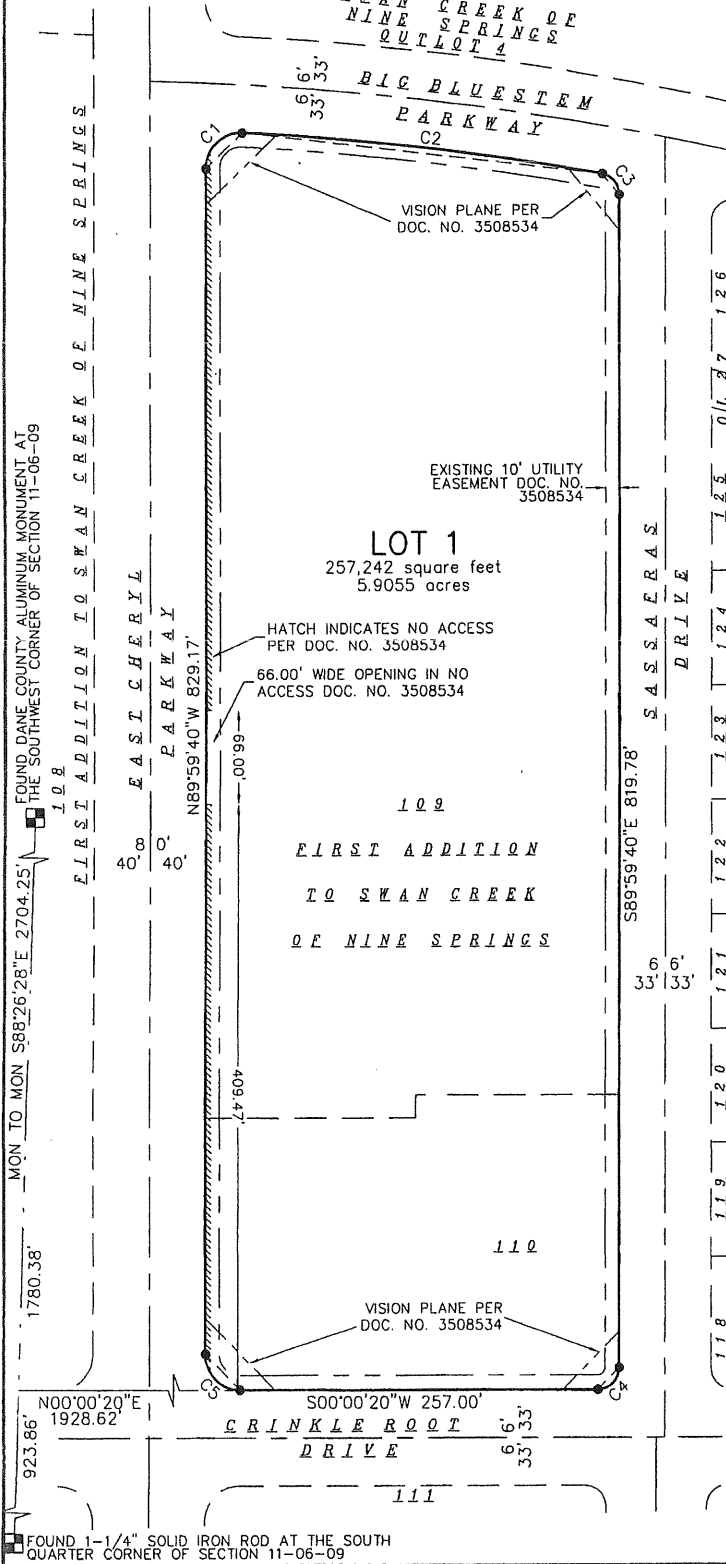 SWAN CREEK OF
NINE SPRINGS
OUTLOT 4
BIG BLUESTEM
PARKWAY
6 6'
33' 33'
C1
C2
C3
VISION PLANE PER
DOC. NO. 3508534
EXISTING 10' UTILITY
EASEMENT DOC. NO.
3508534
LOT 1
257,242 square feet
5.9055 acres
HATCH INDICATES NO ACCESS
PER DOC. NO. 3508534
66.00' WIDE OPENING IN NO
ACCESS DOC. NO. 3508534
66.00'
409.47'
109
FIRST ADDITION
TO SWAN CREEK
OF NINE SPRINGS
110
VISION PLANE PER
DOC. NO. 3508534
C5
C4
S00°00'20"W 257.00'
N00°00'20"E
1928.62'
CRINKLE ROOT
DRIVE
6 6'
33' 33'
111
FOUND 1-1/4" SOLID IRON ROD AT THE SOUTH
QUARTER CORNER OF SECTION 11-06-09
923.86'
1780.38'
MON TO MON S88°26'28"E 2704.25'
FOUND DANE COUNTY ALUMINUM MONUMENT AT
THE SOUTHWEST CORNER OF SECTION 11-06-09
108
FIRST ADDITION TO SWAN CREEK OF NINE SPRINGS
EAST CHERYL
PARKWAY
8 0'
40' 40'
N89°59'40"W 829.17'
S89°59'40"E 819.78'
SASSAFRAS
DRIVE
6 6'
33' 33'
126
O/L 27
125
124
123
122
121
120
119
118